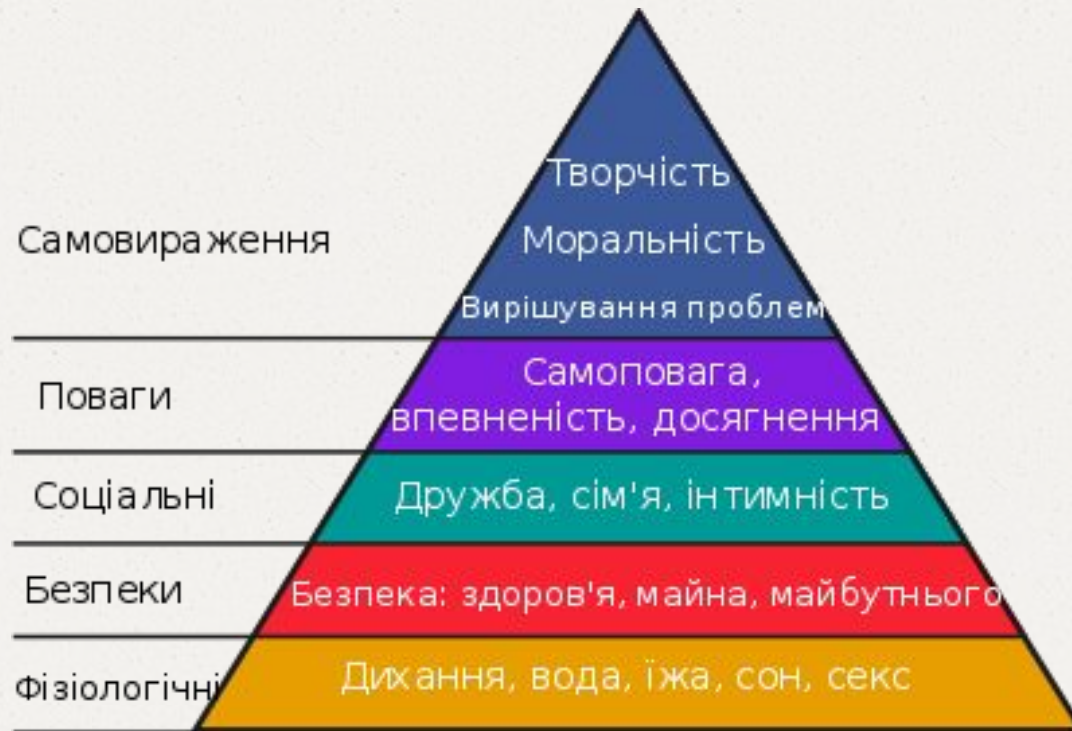 Творчість
Самовираження
Моральність
Вирішування проблем
Поваги
Самоповага,
впевненість, досягнення
Соціальні
Дружба, сім'я, інтимність
Безпеки
Безпека: здоров'я, майна, майбутнього
Фізіологічні
Дихання, вода, їжа, сон, секс